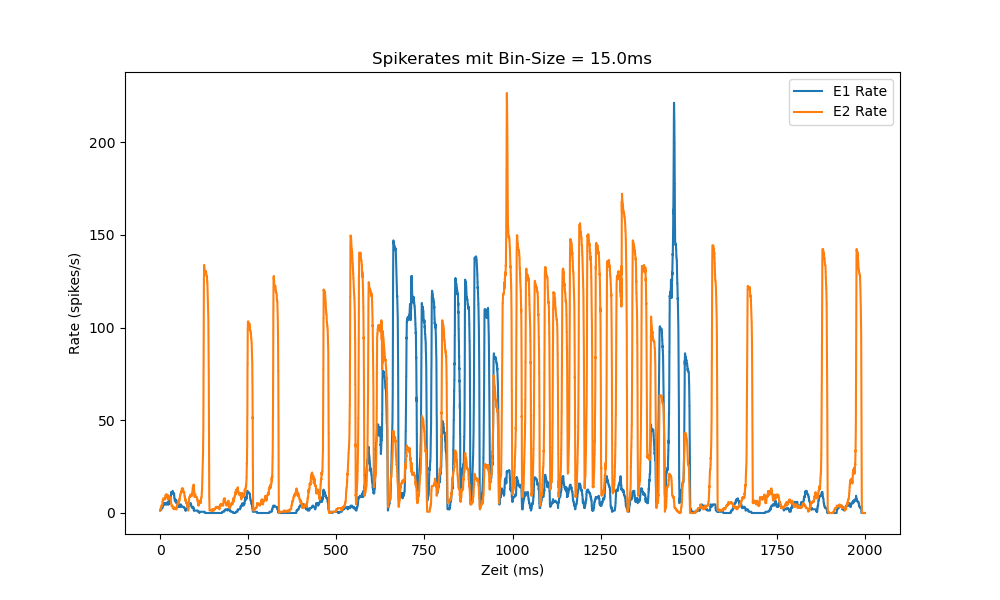 Spikerates mit Bin-Size = 15.0ms
E1 Rate
E2 Rate
Rate (spikes/s)
200
150
100
50
0
0 250 500 750 1000 1250 1500 1750 2000
Zeit (ms)